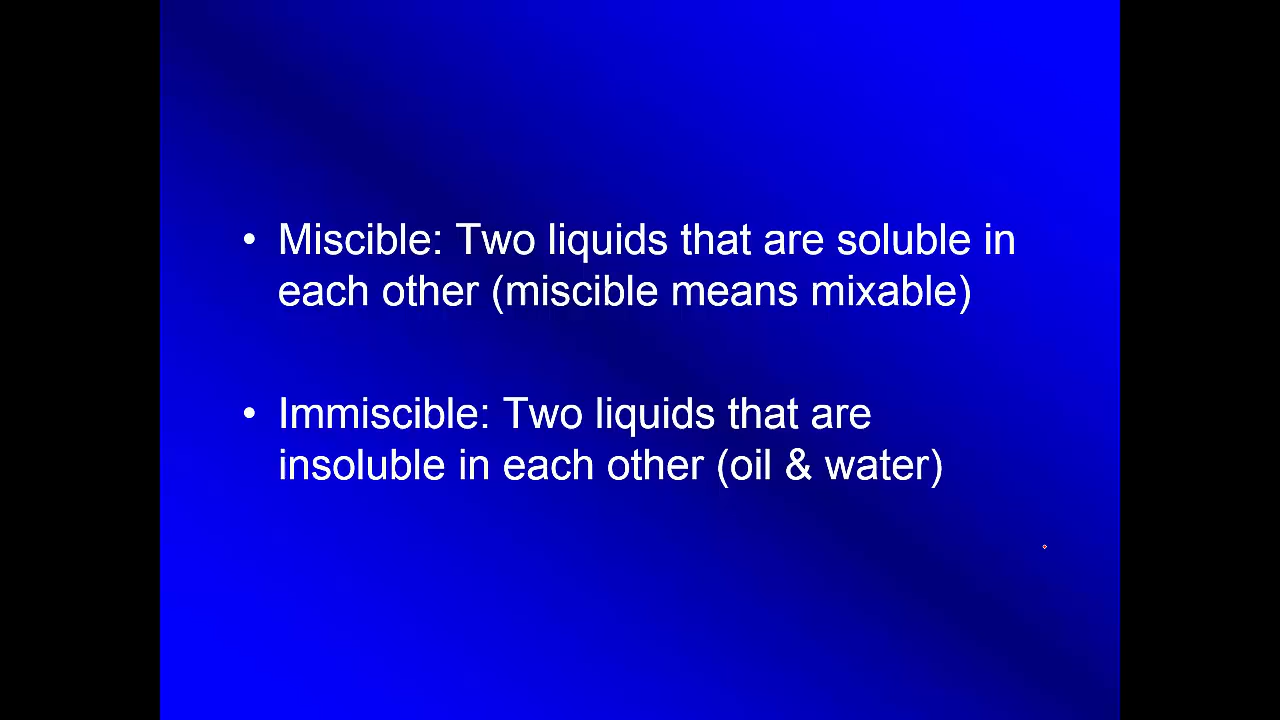 • Miscible: Two liquids that are soluble in
each other (miscible means mixable)
• Immiscible: Two liquids that are
insoluble in each other (oil & water)